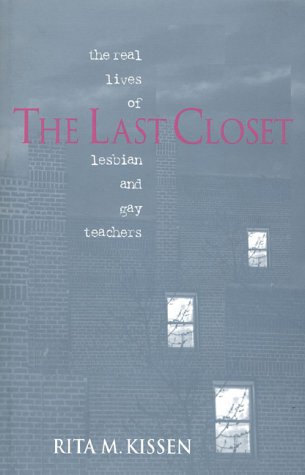 the real
lives
of
THE LAST CLOSET
lesbian
and
gay
teachers
RITA M. KISSEN